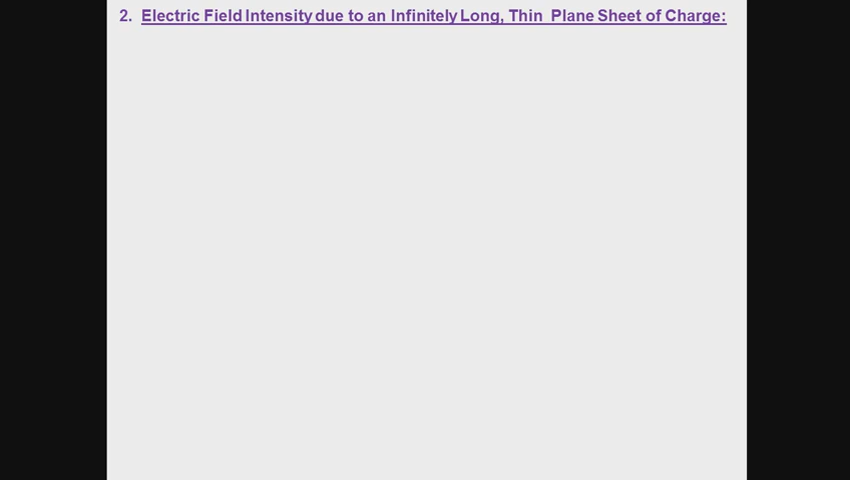 2. Electric Field Intensity due to an Infinitely Long, Thin Plane Sheet of Charge: